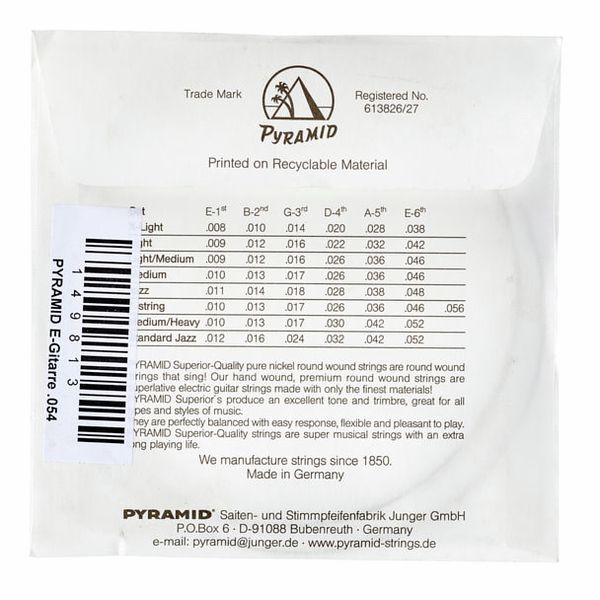 Trade Mark
Registered No.
613826/27
PYRAMID
Printed on Recyclable Material
et E-1st B-2nd G-3rd D-4th A-5th E-6th
-Light .008 .010 .014 .020 .028 .038
ght .009 .012 .016 .022 .032 .042
ght/Medium .009 .012 .016 .026 .036 .046
edium .010 .013 .017 .026 .036 .046
zz .011 .014 .018 .028 .038 .048
string .010 .013 .017 .026 .036 .046 .056
edium/Heavy .010 .013 .017 .030 .042 .052
tandard Jazz .012 .016 .024 .032 .042 .052
YRAMID Superior-Quality pure nickel round wound strings are round wound
rings that sing! Our hand wound, premium round wound strings are
uperlative electric guitar strings made with only the finest materials!
YRAMID Superior´s produce an excellent tone and trimbre, great for all
pes and styles of music.
hey are perfectly balanced with easy response, flexible and pleasant to play.
YRAMID Superior-Quality strings are super musical strings with an extra
ong playing life.
We manufacture strings since 1850.
Made in Germany
PYRAMID® Saiten- und Stimmpfeifenfabrik Junger GmbH
P.O.Box 6 · D-91088 Bubenreuth · Germany
e-mail: pyramid@junger.de · www.pyramid-strings.de
149813
PYRAMID E-Gitarre .054